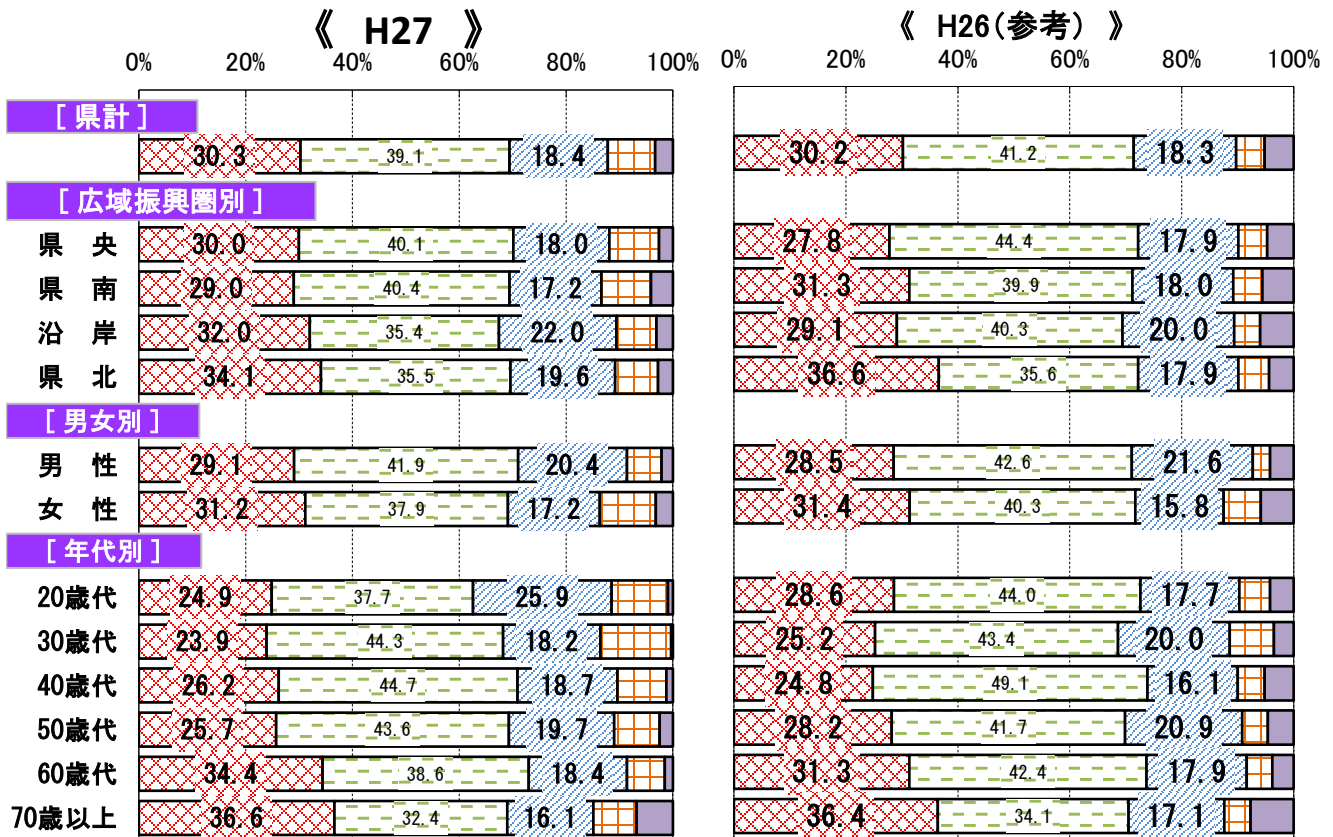 《 H27 》
《 H26(参考) 》
0% 20% 40% 60% 80% 100%
0% 20% 40% 60% 80% 100%
[ 県計 ]
30.3 39.1 18.4
30.2 41.2 18.3
[ 広域振興圏別 ]
県 央 30.0 40.1 18.0
27.8 44.4 17.9
県 南 29.0 40.4 17.2
31.3 39.9 18.0
沿 岸 32.0 35.4 22.0
29.1 40.3 20.0
県 北 34.1 35.5 19.6
36.6 35.6 17.9
[ 男女別 ]
男 性 29.1 41.9 20.4
28.5 42.6 21.6
女 性 31.2 37.9 17.2
31.4 40.3 15.8
[ 年代別 ]
20歳代 24.9 37.7 25.9
28.6 44.0 17.7
30歳代 23.9 44.3 18.2
25.2 43.4 20.0
40歳代 26.2 44.7 18.7
24.8 49.1 16.1
50歳代 25.7 43.6 19.7
28.2 41.7 20.9
60歳代 34.4 38.6 18.4
31.3 42.4 17.9
70歳以上 36.6 32.4 16.1
36.4 34.1 17.1